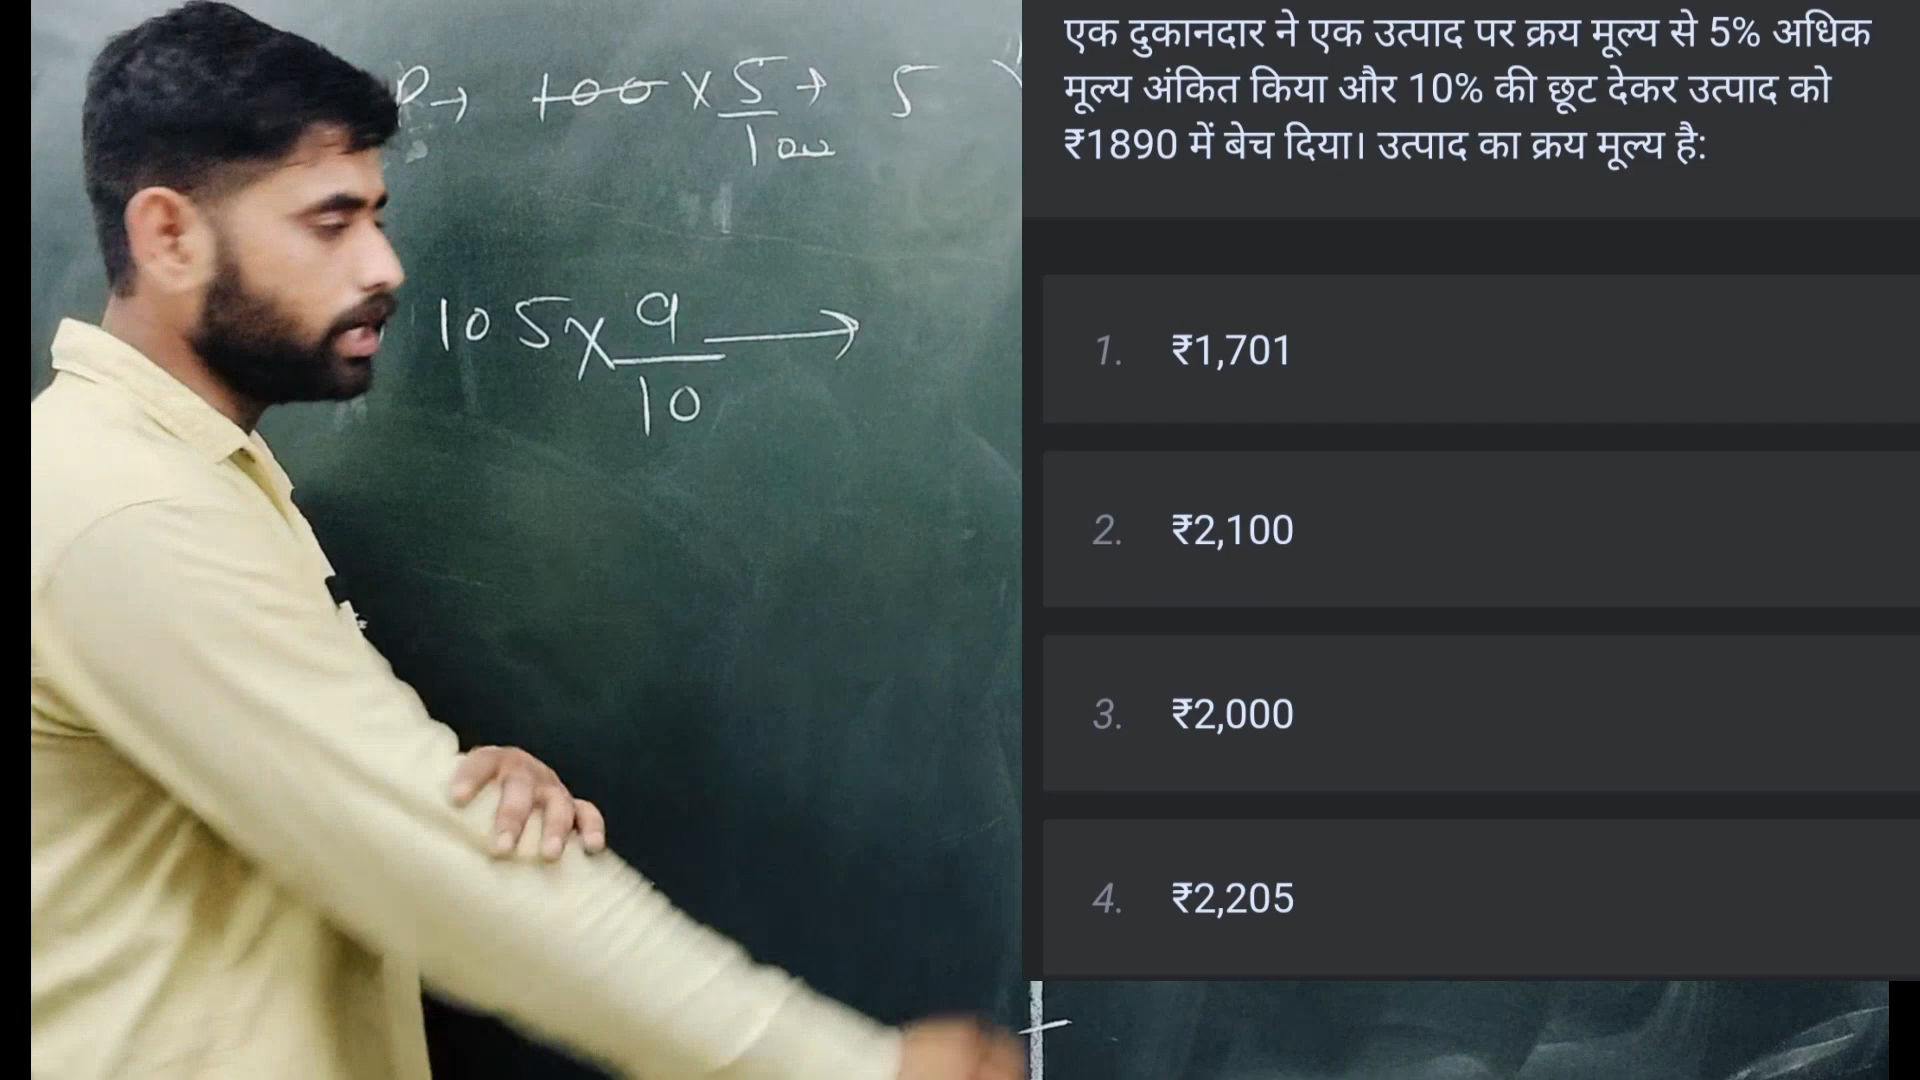 P → 100 × 5 → 5
100
105 × 9 →
10
एक दुकानदार ने एक उत्पाद पर क्रय मूल्य से 5% अधिक
मूल्य अंकित किया और 10% की छूट देकर उत्पाद को
₹1890 में बेच दिया। उत्पाद का क्रय मूल्य है:
1. ₹1,701
2. ₹2,100
3. ₹2,000
4. ₹2,205